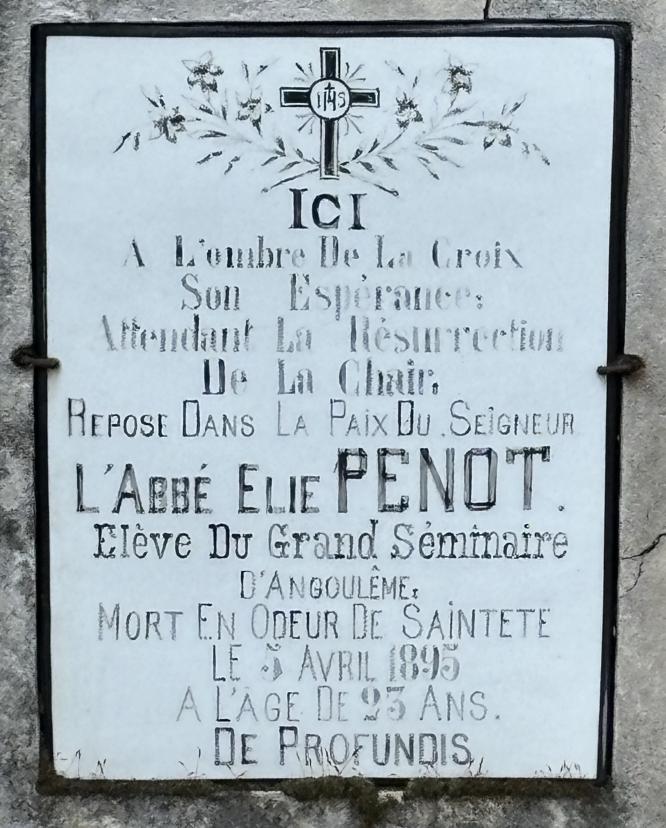 IHS
ICI
A L'ombre De La Croix
Son Espérance:
Attendant La Résurrection
De La Chair.
REPOSE DANS LA PAIX DU SEIGNEUR
L'ABBÉ ELIE PENOT.
Elève Du Grand Séminaire
D'ANGOULÊME,
MORT EN ODEUR DE SAINTETE
LE 5 AVRIL 1895
A L'ÂGE DE 23 ANS.
DE PROFUNDIS